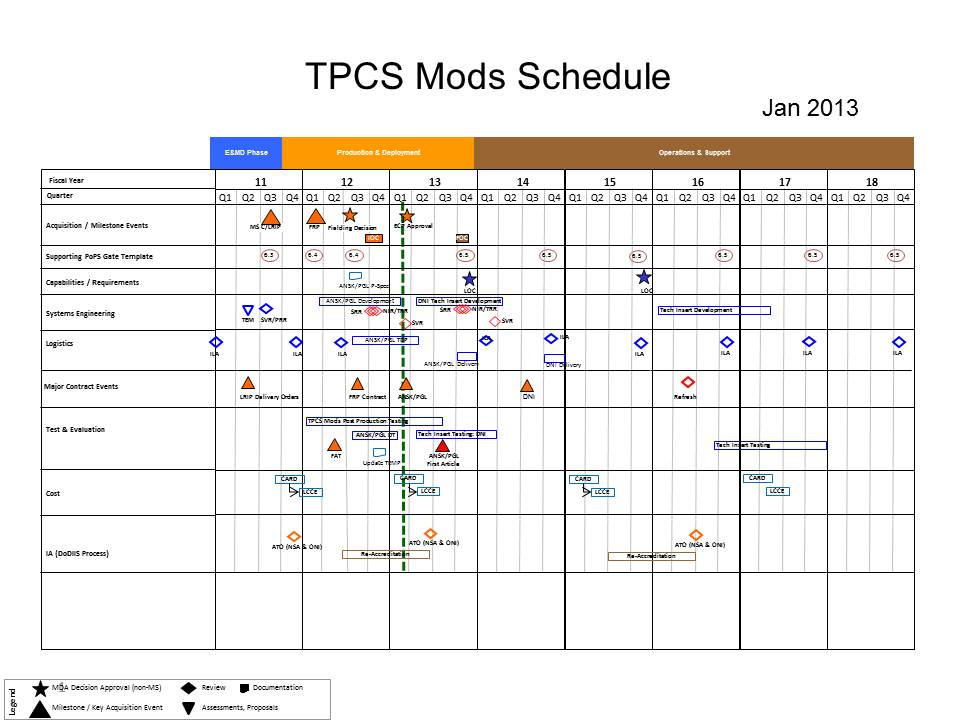 TPCS Mods Schedule
Jan 2013
E&MD Phase Production & Deployment Operations & Support
Fiscal Year 11 12 13 14 15 16 17 18
Quarter Q1 Q2 Q3 Q4 Q1 Q2 Q3 Q4 Q1 Q2 Q3 Q4 Q1 Q2 Q3 Q4 Q1 Q2 Q3 Q4 Q1 Q2 Q3 Q4 Q1 Q2 Q3 Q4 Q1 Q2 Q3 Q4
Acquisition / Milestone Events
MS C/LRIP FRP Fielding Decision Approval
IOC FOC
Supporting PoPS Gate Template 6.3 6.4 6.4 6.5 6.5 6.5 6.5 6.5 6.5
Capabilities / Requirements
ANSK/PGL P-Spec LOC LOC
ANSK/PGL Development DNI Tech Insert Development
Systems Engineering SRR NIR/TRR SRR NIR/TRR Tech Insert Development
TEM SVR/PRR SVR SVR
Logistics ANSK/PGL TDP ILA ILA
ILA ILA ILA ILA ILA ILA ILA
ANSK/PGL Delivery DNI Delivery
Major Contract Events
LRIP Delivery Orders FRP Contract ANSK/PGL DNI Refresh
TPCS Mods Post Production Testing
Test & Evaluation ANSK/PGL DT Tech Insert Testing: DNI
Tech Insert Testing
FAT ANSK/PGL
Update TEMP First Article
CARD CARD CARD CARD
Cost LCCE LCCE LCCE LCCE
ATO (NSA & ONI) ATO (NSA & ONI) ATO (NSA & ONI)
IA (DoDIIS Process) Re-Accreditation Re-Accreditation
Legend
MDA Decision Approval (non-MS) Review Documentation
Milestone / Key Acquisition Event Assessments, Proposals